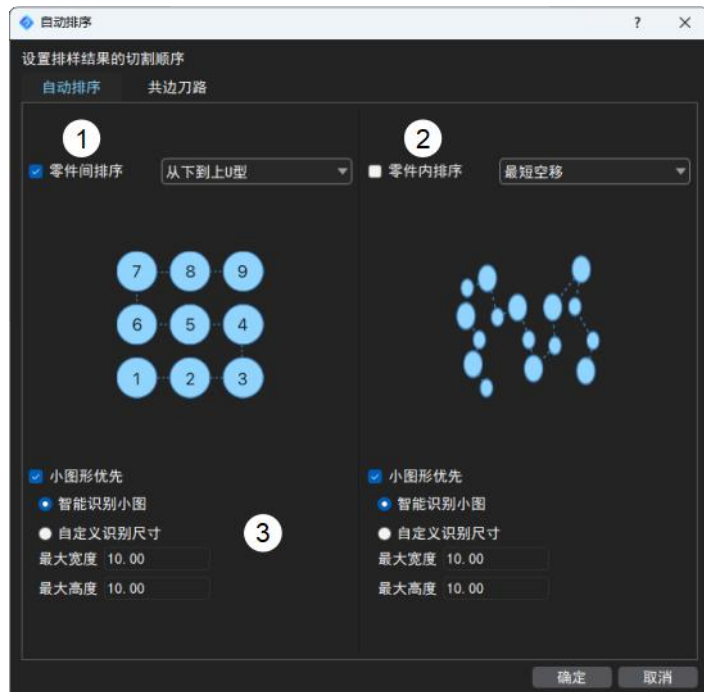 自动排序
?
×
设置排样结果的切割顺序
自动排序
共边刀路
1
2
零件间排序
从下到上U型
零件内排序
最短空移
7 8 9
6 5 4
1 2 3
小图形优先
小图形优先
智能识别小图
智能识别小图
自定义识别尺寸
3
自定义识别尺寸
最大宽度 10.00
最大宽度 10.00
最大高度 10.00
最大高度 10.00
确定
取消